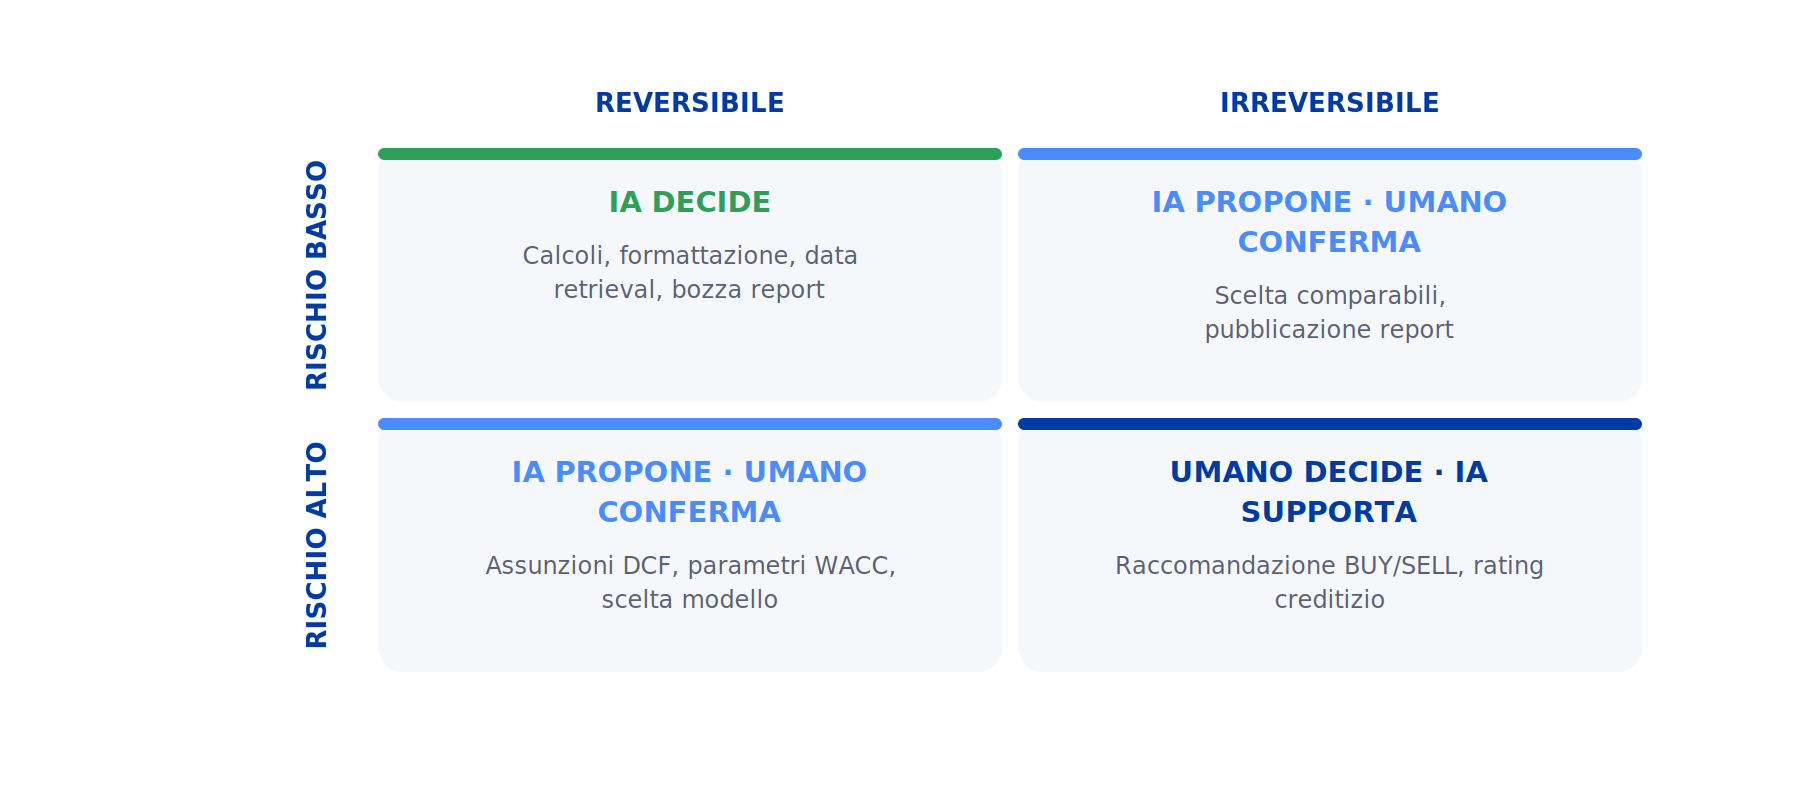 REVERSIBILE
IRREVERSIBILE
RISCHIO BASSO
IA DECIDE
Calcoli, formattazione, data
retrieval, bozza report
IA PROPONE · UMANO
CONFERMA
Scelta comparabili,
pubblicazione report
RISCHIO ALTO
IA PROPONE · UMANO
CONFERMA
Assunzioni DCF, parametri WACC,
scelta modello
UMANO DECIDE · IA
SUPPORTA
Raccomandazione BUY/SELL, rating
creditizio